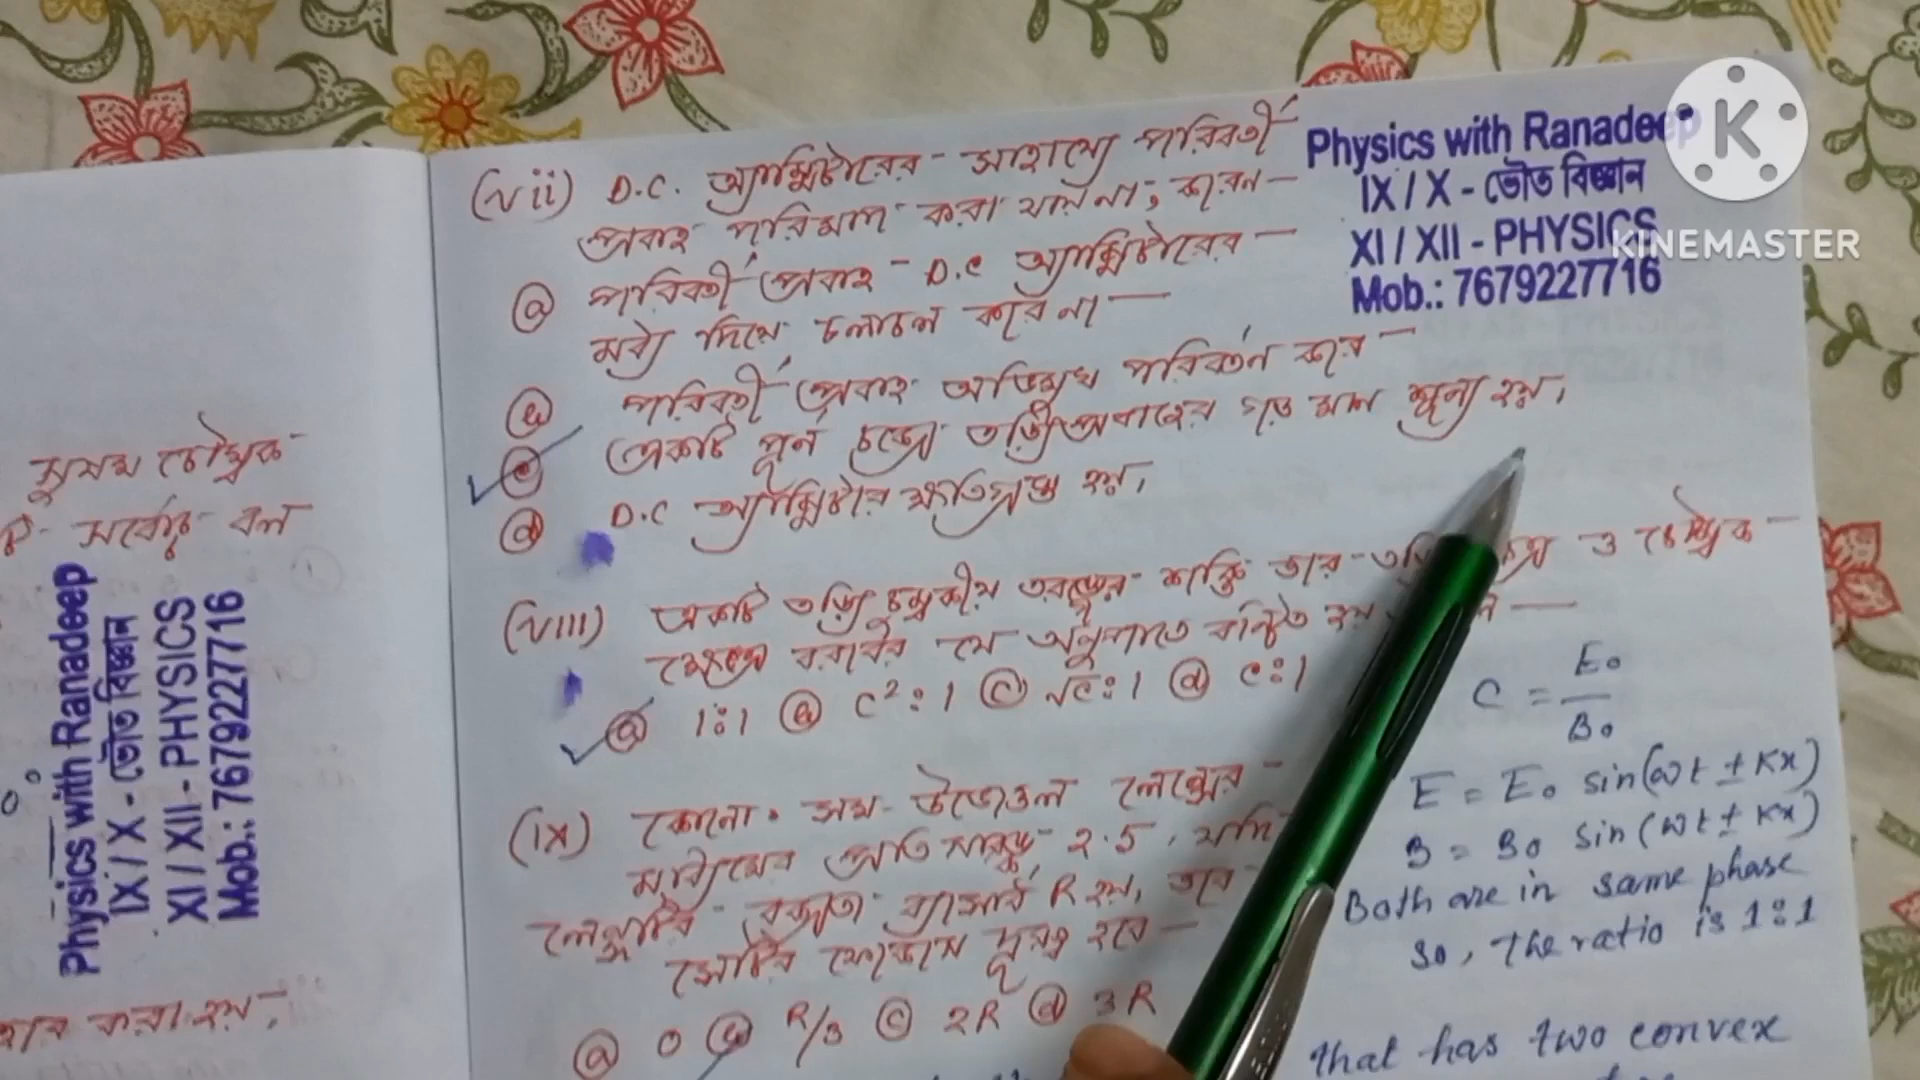 সুষম চৌম্বক
সর্বোচ্চ বল
Physics with Ranadeep
IX / X - ভৌত বিজ্ঞান
XI / XII - PHYSICS
Mob.: 7679227716
করা হয়,
(vii) D.C. অ্যামিটারের সাহায্যে পরিবর্তী
প্রবাহ পরিমাপ করা যায় না; কারন—
ⓐ পরিবর্তী প্রবাহ D.C অ্যামিটারের—
মধ্য দিয়ে চলাচল করে না—
ⓑ পরিবর্তী প্রবাহ অভিমুখ পরিবর্তন করে—
ⓒ একটি পূর্ন চক্রে তড়িৎপ্রবাহের গড় মান শূন্য হয়,
ⓓ D.C অ্যামিটার ক্ষতিগ্রস্ত হয়,
Physics with Ranadeep
IX / X - ভৌত বিজ্ঞান
XI / XII - PHYSICS
Mob.: 7679227716
K
KINEMASTER
(viii) একটি তড়িৎ চুম্বকীয় তরঙ্গের শক্তি তার ও চৌম্বক—
ক্ষেত্রে বরাবর যে অনুপাতে বন্টিত হয়
ⓐ 1:1 ⓑ C²:1 ⓒ √C:1 ⓓ C:1
(ix) কোনো সম উত্তল লেন্সের—
মাধ্যমের প্রতিসরাঙ্ক 2.5, যদি
লেন্সটির বক্রতা ব্যাসার্ধ R হয়, তবে
সেটির ফোকাস দূরত্ব হবে—
ⓐ 0 ⓑ R/3 ⓒ 2R ⓓ 3R
C = E₀/B₀
E = E₀ sin(ωt ± Kx)
B = B₀ sin(ωt ± Kx)
Both are in same phase
so, The ratio is 1:1
that has two convex